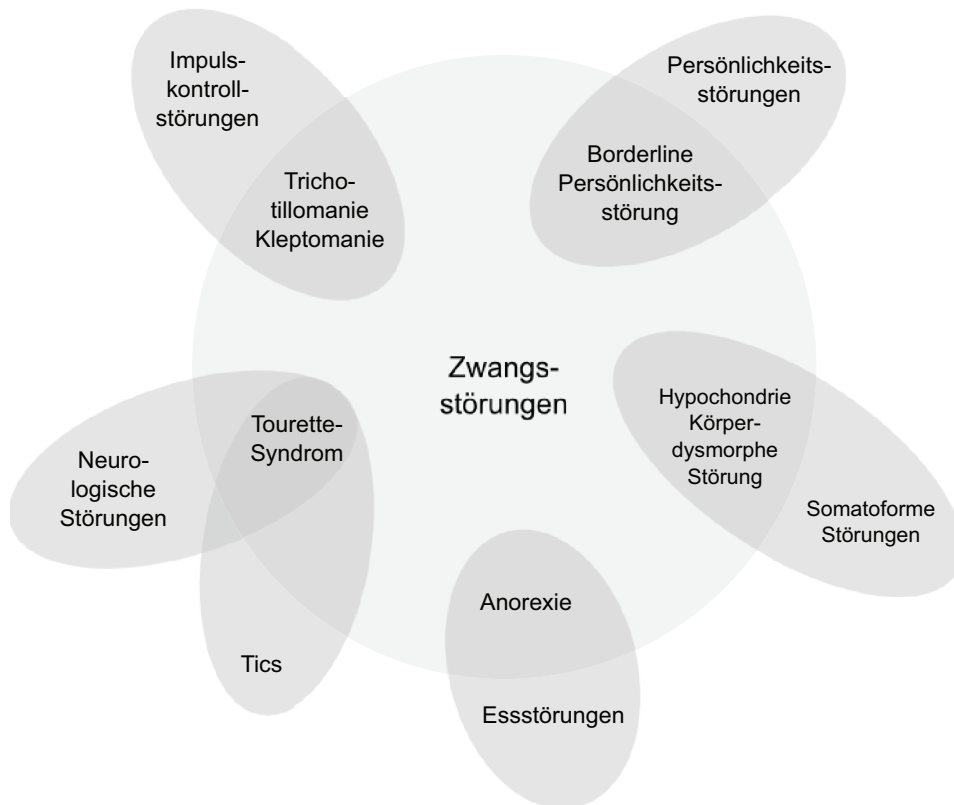 Impuls-
kontroll-
störungen
Tricho-
tillomanie
Kleptomanie
Persönlichkeits-
störungen
Borderline
Persönlichkeits-
störung
Zwangs-
störungen
Hypochondrie
Körper-
dysmorphe
Störung
Somatoforme
Störungen
Tourette-
Syndrom
Neuro-
logische
Störungen
Tics
Anorexie
Essstörungen